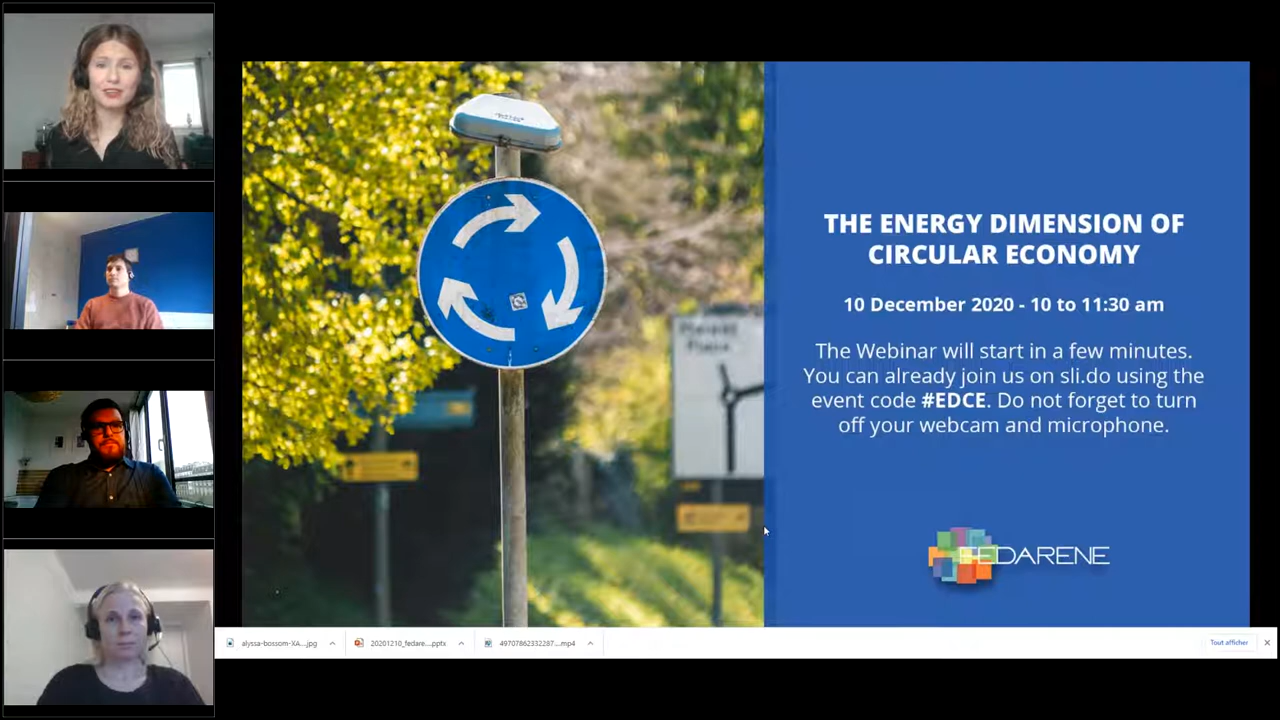 THE ENERGY DIMENSION OF
CIRCULAR ECONOMY
10 December 2020 - 10 to 11:30 am
The Webinar will start in a few minutes.
You can already join us on sli.do using the
event code #EDCE. Do not forget to turn
off your webcam and microphone.
FEDARENE
alyssa-bossom-XA....jpg
20201210_fedare....pptx
49707862332287....mp4
Tout afficher